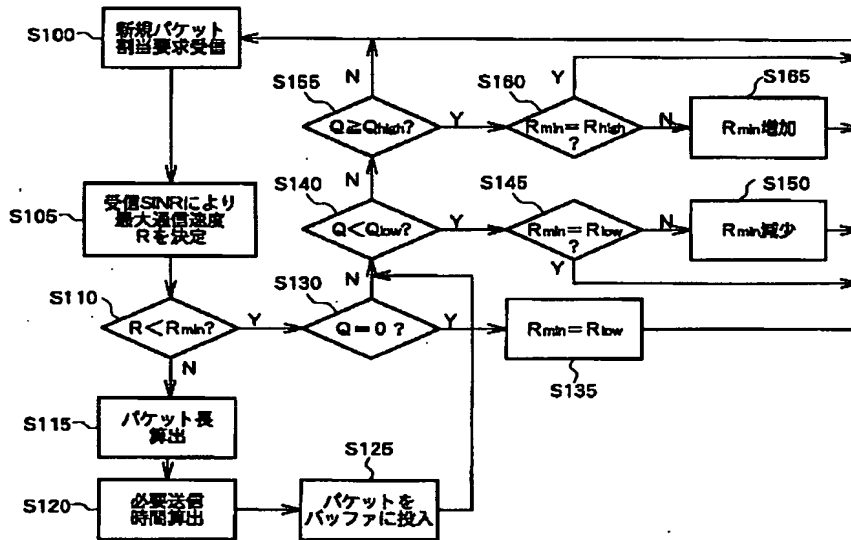 S100
新規パケット
割当要求受信
S105
受信SINRにより
最大通信速度
Rを決定
S110
R<Rmin?
Y
N
S115
パケット長
算出
S120
必要送信
時間算出
S125
パケットを
バッファに投入
S130
Q=0?
Y
N
S135
Rmin=Rlow
S140
Q<Qlow?
Y
N
S145
Rmin=Rlow
?
N
Y
S150
Rmin減少
S155
Q≧Qhigh?
Y
N
S160
Rmin=Rhigh
?
Y
N
S165
Rmin増加